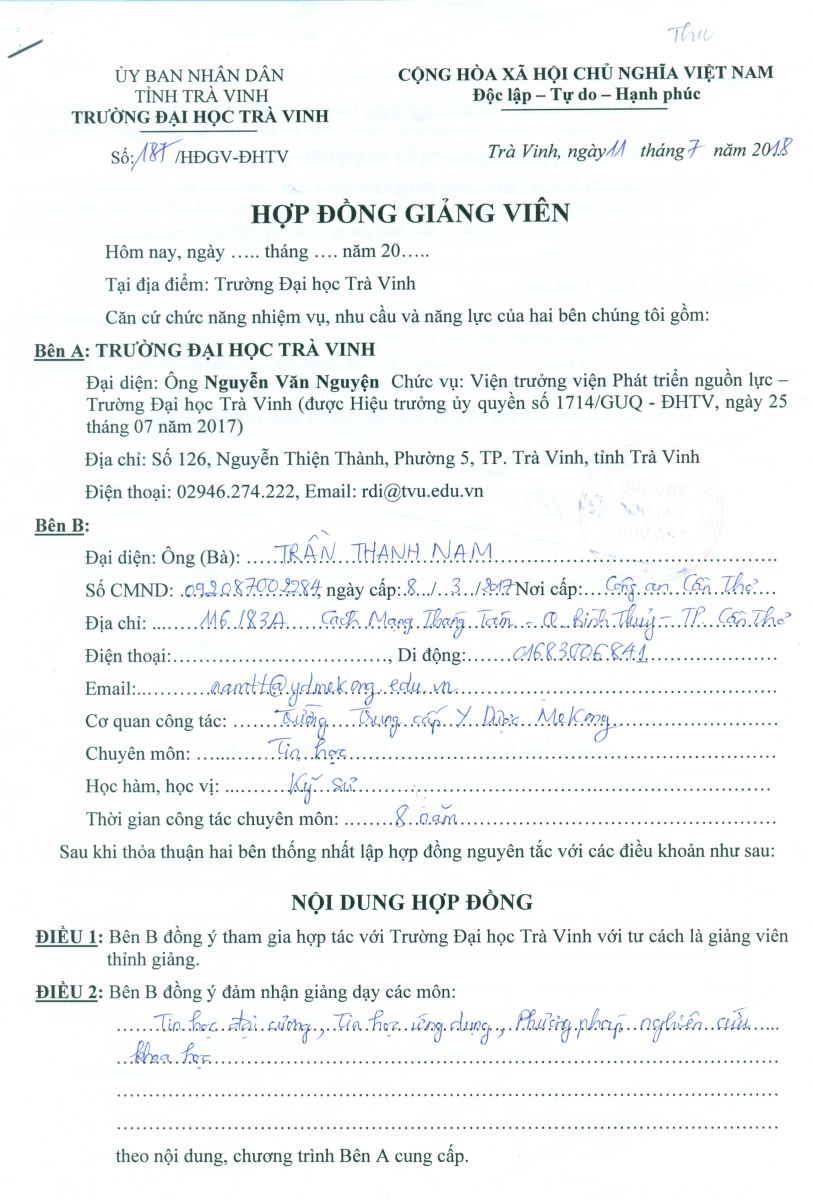 Thu
ỦY BAN NHÂN DÂN
TỈNH TRÀ VINH
TRƯỜNG ĐẠI HỌC TRÀ VINH
Số: 187 /HĐGV-ĐHTV
CỘNG HÒA XÃ HỘI CHỦ NGHĨA VIỆT NAM
Độc lập – Tự do – Hạnh phúc
Trà Vinh, ngày 11 tháng 7 năm 2018
HỢP ĐỒNG GIẢNG VIÊN
Hôm nay, ngày ….. tháng …. năm 20…..
Tại địa điểm: Trường Đại học Trà Vinh
Căn cứ chức năng nhiệm vụ, nhu cầu và năng lực của hai bên chúng tôi gồm:
Bên A: TRƯỜNG ĐẠI HỌC TRÀ VINH
Đại diện: Ông Nguyễn Văn Nguyện Chức vụ: Viện trưởng viện Phát triển nguồn lực –
Trường Đại học Trà Vinh (được Hiệu trưởng ủy quyền số 1714/GUQ - ĐHTV, ngày 25
tháng 07 năm 2017)
Địa chỉ: Số 126, Nguyễn Thiện Thành, Phường 5, TP. Trà Vinh, tỉnh Trà Vinh
Điện thoại: 02946.274.222, Email: rdi@tvu.edu.vn
Bên B:
Đại diện: Ông (Bà): TRẦN THANH NAM
Số CMND: 092087002984, ngày cấp: 8 / 3 / 2017 Nơi cấp: Công an Cần Thơ
Địa chỉ: 116/83A Cách Mạng Tháng Tám – Q Bình Thủy – TP Cần Thơ
Điện thoại:……………………………, Di động: 01683006841
Email: namtt@ydmekong.edu.vn
Cơ quan công tác: Trường Trung cấp Y Dược MeKong
Chuyên môn: Tin học
Học hàm, học vị: Kỹ sư
Thời gian công tác chuyên môn: 8 năm
Sau khi thỏa thuận hai bên thống nhất lập hợp đồng nguyên tắc với các điều khoản như sau:
NỘI DUNG HỢP ĐỒNG
ĐIỀU 1: Bên B đồng ý tham gia hợp tác với Trường Đại học Trà Vinh với tư cách là giảng viên
thỉnh giảng.
ĐIỀU 2: Bên B đồng ý đảm nhận giảng dạy các môn:
Tin học đại cương, Tin học ứng dụng, Phương pháp nghiên cứu
khoa học
theo nội dung, chương trình Bên A cung cấp.